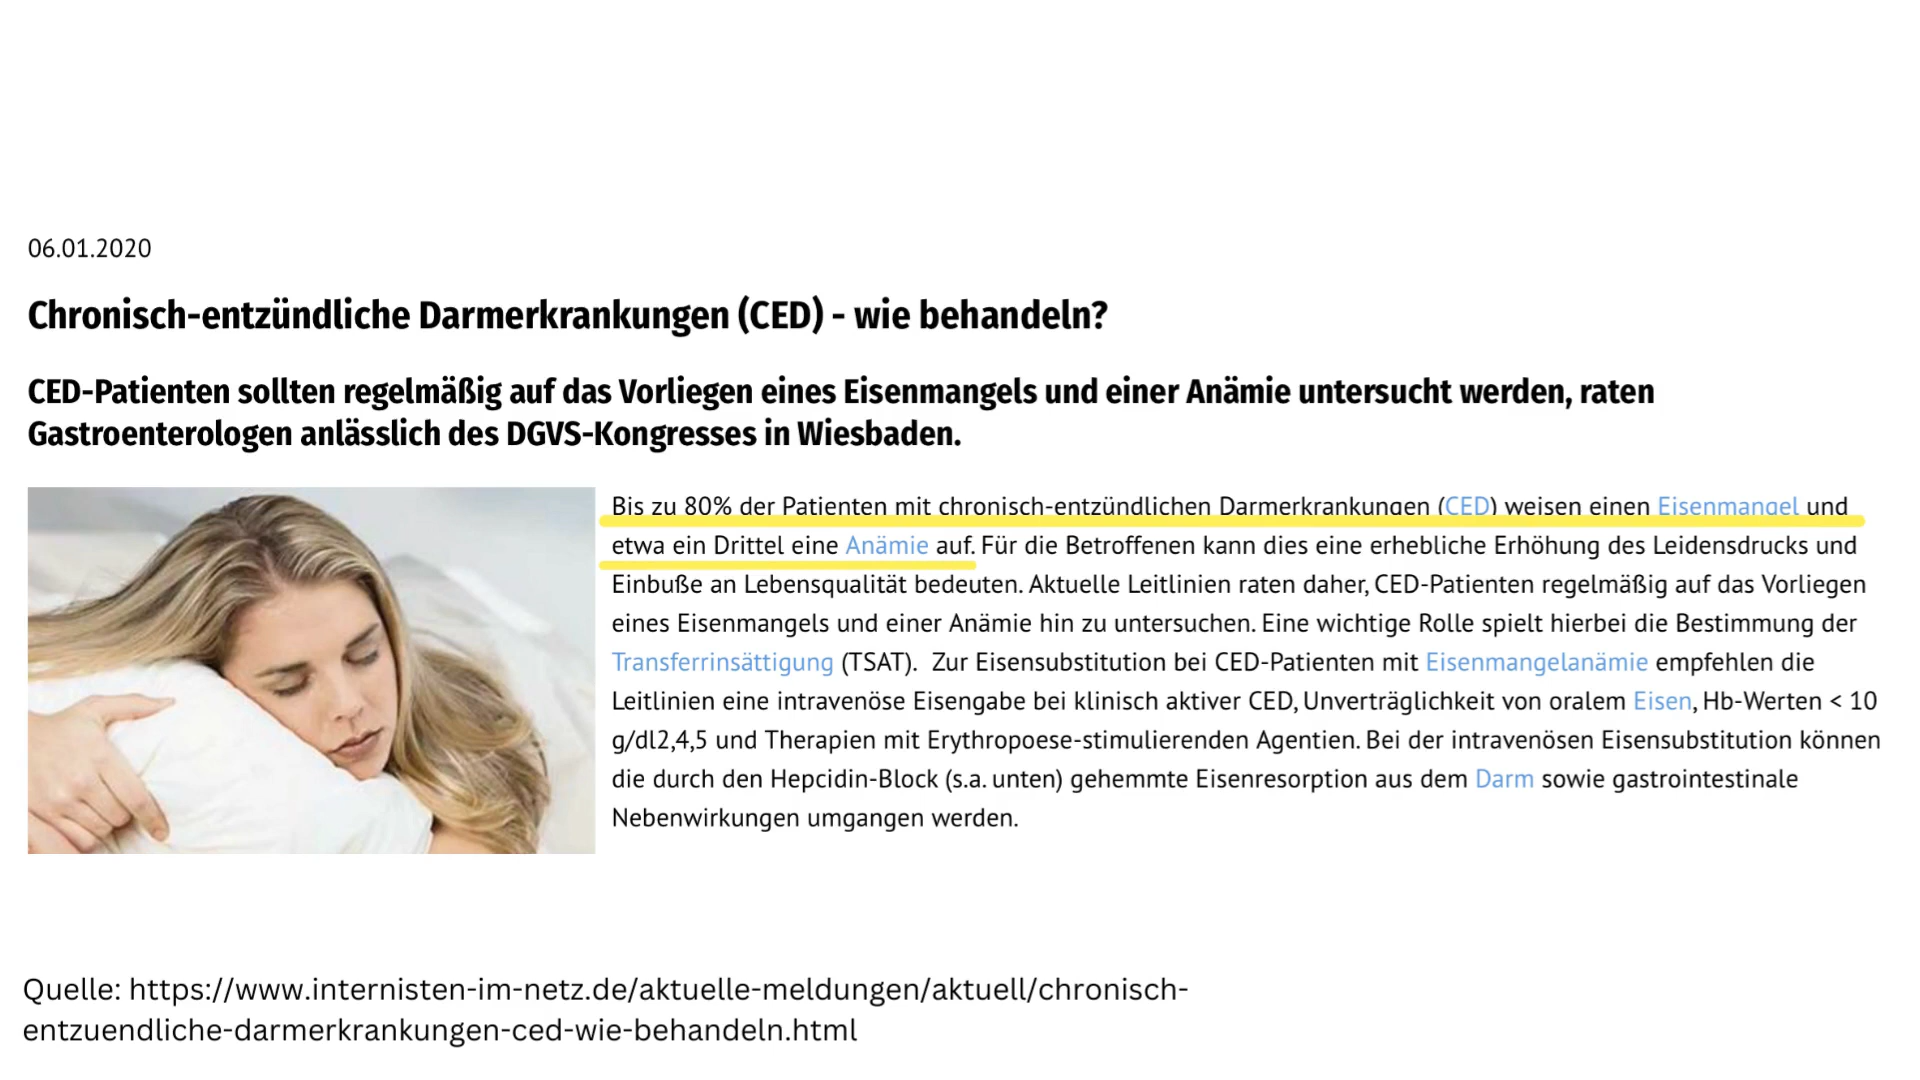 06.01.2020
Chronisch-entzündliche Darmerkrankungen (CED) - wie behandeln?
CED-Patienten sollten regelmäßig auf das Vorliegen eines Eisenmangels und einer Anämie untersucht werden, raten
Gastroenterologen anlässlich des DGVS-Kongresses in Wiesbaden.
Bis zu 80% der Patienten mit chronisch-entzündlichen Darmerkrankungen (CED) weisen einen Eisenmangel und
etwa ein Drittel eine Anämie auf. Für die Betroffenen kann dies eine erhebliche Erhöhung des Leidensdrucks und
Einbuße an Lebensqualität bedeuten. Aktuelle Leitlinien raten daher, CED-Patienten regelmäßig auf das Vorliegen
eines Eisenmangels und einer Anämie hin zu untersuchen. Eine wichtige Rolle spielt hierbei die Bestimmung der
Transferrinsättigung (TSAT).  Zur Eisensubstitution bei CED-Patienten mit Eisenmangelanämie empfehlen die
Leitlinien eine intravenöse Eisengabe bei klinisch aktiver CED, Unverträglichkeit von oralem Eisen, Hb-Werten < 10
g/dl2,4,5 und Therapien mit Erythropoese-stimulierenden Agentien. Bei der intravenösen Eisensubstitution können
die durch den Hepcidin-Block (s.a. unten) gehemmte Eisenresorption aus dem Darm sowie gastrointestinale
Nebenwirkungen umgangen werden.
Quelle: https://www.internisten-im-netz.de/aktuelle-meldungen/aktuell/chronisch-
entzuendliche-darmerkrankungen-ced-wie-behandeln.html